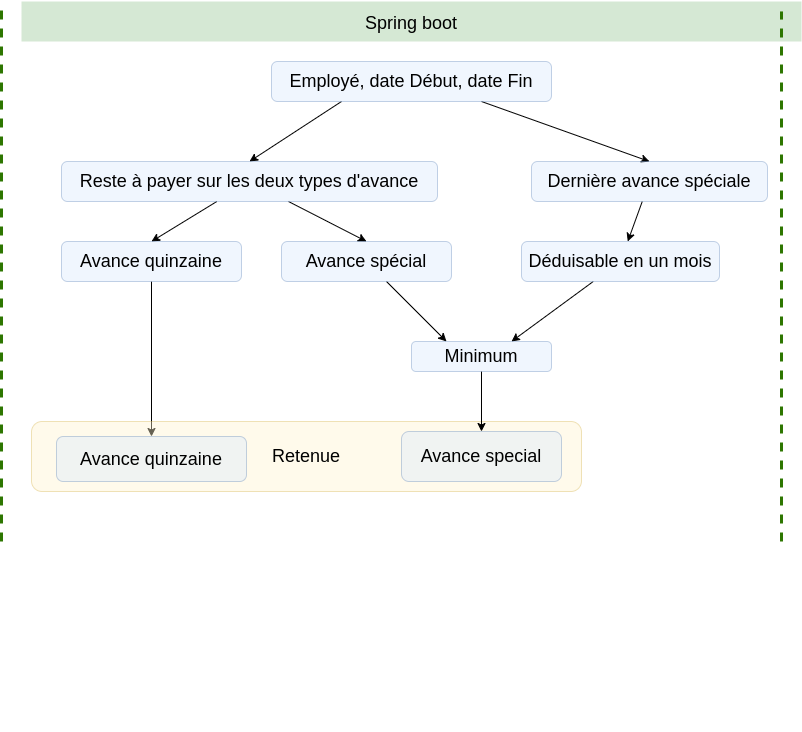 Spring boot
Employé, date Début, date Fin
Reste à payer sur les deux types d'avance
Dernière avance spéciale
Avance quinzaine
Avance spécial
Déduisable en un mois
Minimum
Avance quinzaine
Retenue
Avance special